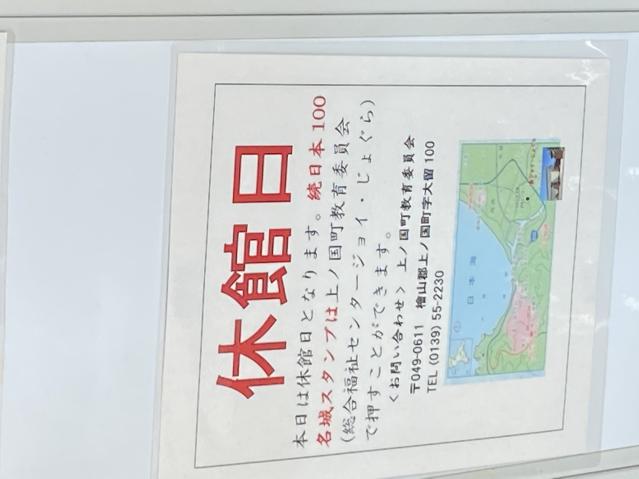 休館日
本日は休館日となります。続日本100
名城スタンプは上ノ国町教育委員会
（総合福祉センタージョイ・じょぐら）
で押すことができます。
＜お問い合わせ＞ 上ノ国町教育委員会
〒049-0611 檜山郡上ノ国町字大留100
TEL (0139) 55-2230
日本海